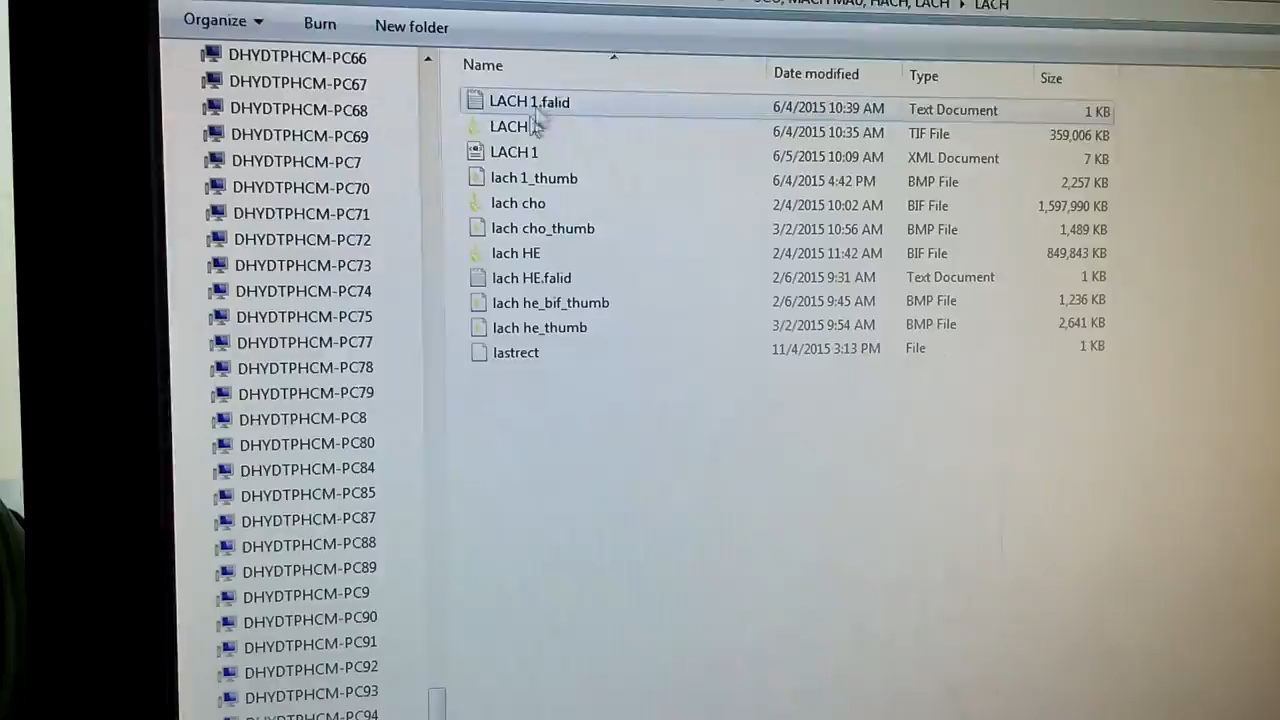 HACH, LACH LACH
Organize Burn New folder
Name Date modified Type Size
LACH 1.falid 6/4/2015 10:39 AM Text Document 1 KB
LACH 6/4/2015 10:35 AM TIF File 359,006 KB
LACH 1 6/5/2015 10:09 AM XML Document 7 KB
lach 1_thumb 6/4/2015 4:42 PM BMP File 2,257 KB
lach cho 2/4/2015 10:02 AM BIF File 1,597,990 KB
lach cho_thumb 3/2/2015 10:56 AM BMP File 1,489 KB
lach HE 2/4/2015 11:42 AM BIF File 849,843 KB
lach HE.falid 2/6/2015 9:31 AM Text Document 1 KB
lach he_bif_thumb 2/6/2015 9:45 AM BMP File 1,236 KB
lach he_thumb 3/2/2015 9:54 AM BMP File 2,641 KB
lastrect 11/4/2015 3:13 PM File 1 KB
DHYDTPHCM-PC66
DHYDTPHCM-PC67
DHYDTPHCM-PC68
DHYDTPHCM-PC69
DHYDTPHCM-PC7
DHYDTPHCM-PC70
DHYDTPHCM-PC71
DHYDTPHCM-PC72
DHYDTPHCM-PC73
DHYDTPHCM-PC74
DHYDTPHCM-PC75
DHYDTPHCM-PC77
DHYDTPHCM-PC78
DHYDTPHCM-PC79
DHYDTPHCM-PC8
DHYDTPHCM-PC80
DHYDTPHCM-PC84
DHYDTPHCM-PC85
DHYDTPHCM-PC87
DHYDTPHCM-PC88
DHYDTPHCM-PC89
DHYDTPHCM-PC9
DHYDTPHCM-PC90
DHYDTPHCM-PC91
DHYDTPHCM-PC92
DHYDTPHCM-PC93
DHYDTPHCM-PC94